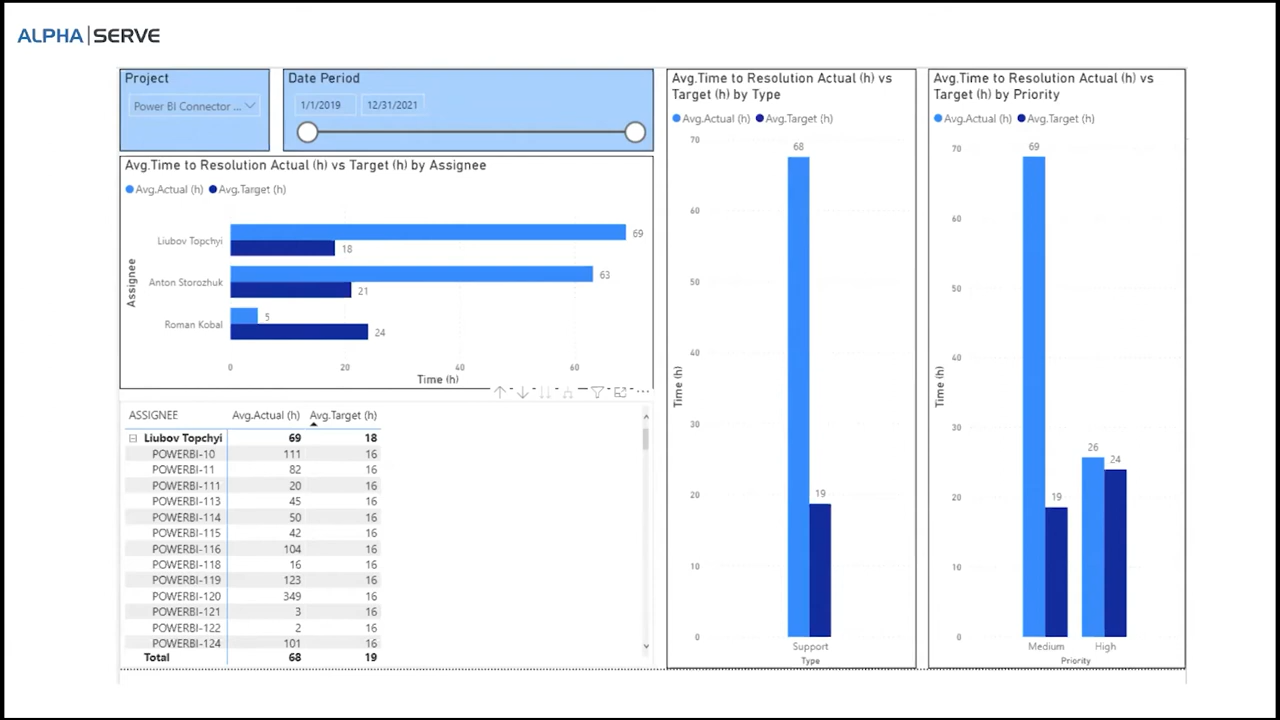 ALPHA|SERVE
Project
Power BI Connector ...
Date Period
1/1/2019
12/31/2021
Avg.Time to Resolution Actual (h) vs Target (h) by Assignee
Avg.Actual (h) Avg.Target (h)
Assignee
Liubov Topchyi
69
18
Anton Storozhuk
63
21
Roman Kobal
5
24
0 20 40 60
Time (h)
ASSIGNEE Avg.Actual (h) Avg.Target (h)
Liubov Topchyi 69 18
POWERBI-10 111 16
POWERBI-11 82 16
POWERBI-111 20 16
POWERBI-113 45 16
POWERBI-114 50 16
POWERBI-115 42 16
POWERBI-116 104 16
POWERBI-118 16 16
POWERBI-119 123 16
POWERBI-120 349 16
POWERBI-121 3 16
POWERBI-122 2 16
POWERBI-124 101 16
Total 68 19
Avg.Time to Resolution Actual (h) vs
Target (h) by Type
Avg.Actual (h) Avg.Target (h)
70
68
60
50
40
Time (h)
30
20
19
10
0
Support
Type
Avg.Time to Resolution Actual (h) vs
Target (h) by Priority
Avg.Actual (h) Avg.Target (h)
70
69
60
50
40
Time (h)
30
26
24
20
19
10
0
Medium High
Priority